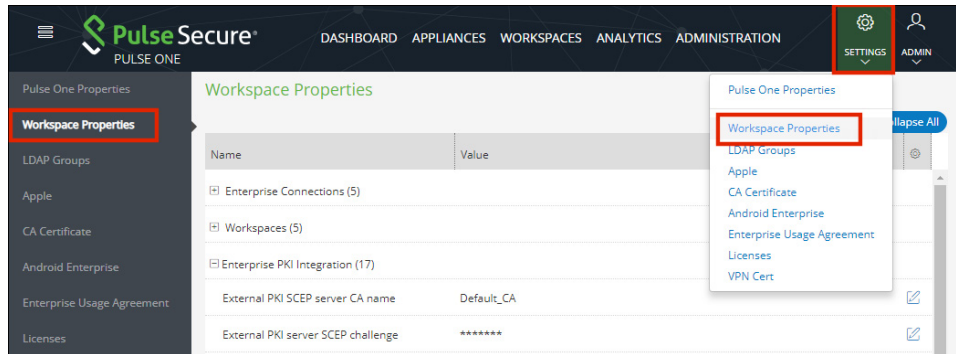 Pulse Secure®
PULSE ONE
DASHBOARD APPLIANCES WORKSPACES ANALYTICS ADMINISTRATION
SETTINGS
ADMIN
Pulse One Properties
Workspace Properties
LDAP Groups
Apple
CA Certificate
Android Enterprise
Enterprise Usage Agreement
Licenses
Workspace Properties
llapse All
Name Value
Enterprise Connections (5)
Workspaces (5)
Enterprise PKI Integration (17)
External PKI SCEP server CA name Default_CA
External PKI server SCEP challenge *******
Pulse One Properties
Workspace Properties
LDAP Groups
Apple
CA Certificate
Android Enterprise
Enterprise Usage Agreement
Licenses
VPN Cert